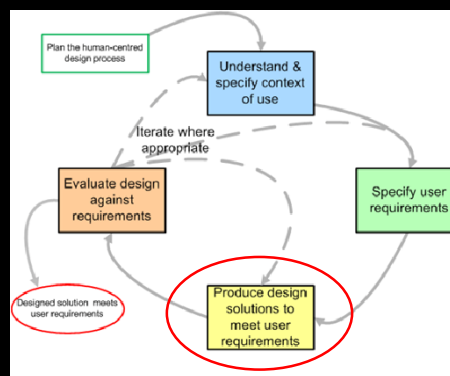 Plan the human-centred
design process
Understand &
specify context
of use
Iterate where
appropriate
Evaluate design
against
requirements
Specify user
requirements
Designed solution meets
user requirements
Produce design
solutions to
meet user
requirements